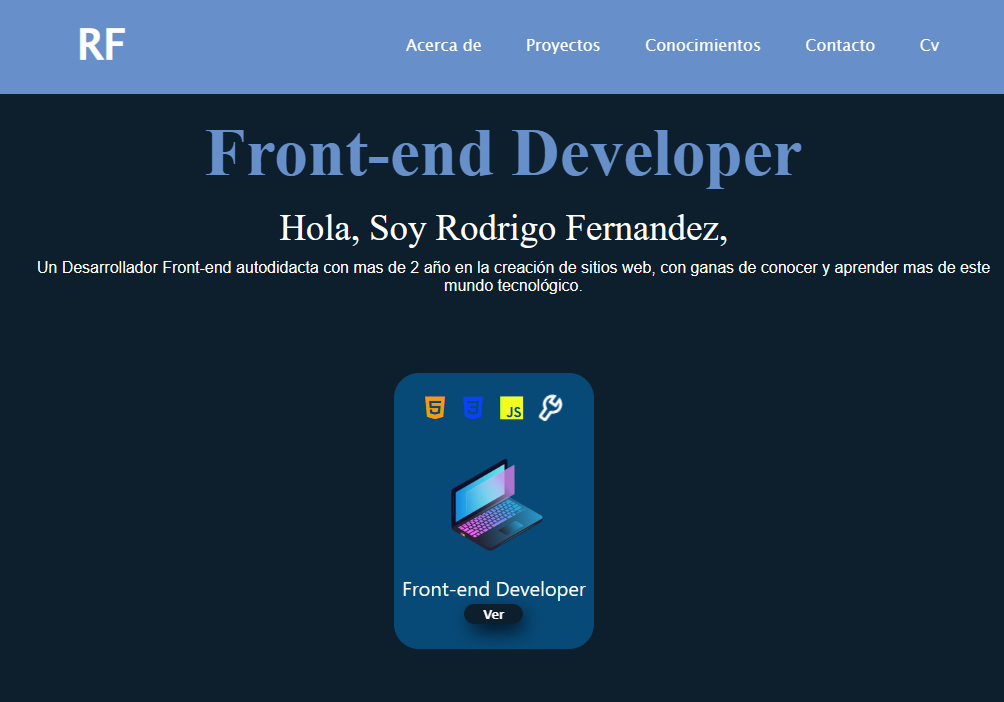 RF
Acerca de Proyectos Conocimientos Contacto Cv
Front-end Developer
Hola, Soy Rodrigo Fernandez,
Un Desarrollador Front-end autodidacta con mas de 2 año en la creación de sitios web, con ganas de conocer y aprender mas de este
mundo tecnológico.
5 3 JS
Front-end Developer
Ver